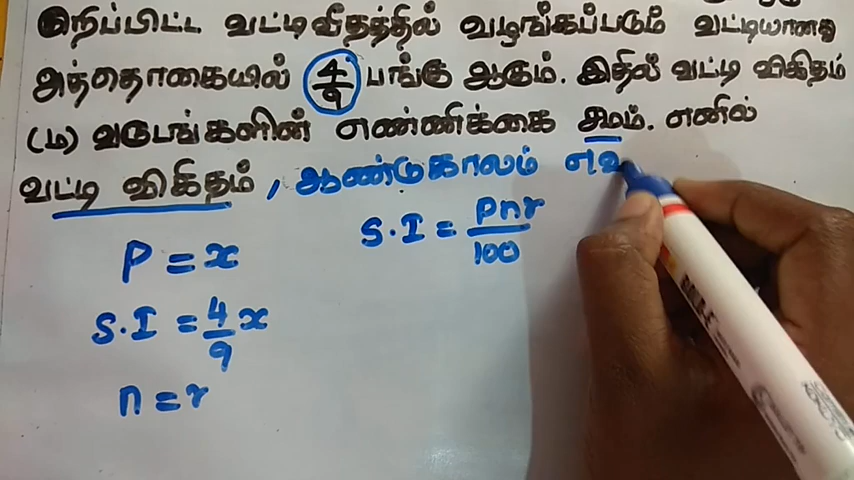 குறிப்பிட்ட வட்டிவீதத்தில் வழங்கப்படும் வட்டியானது
அத்தொகையில் 4/9 பங்கு ஆகும். இதில் வட்டி விகிதம்
(ம) வருடங்களின் எண்ணிக்கை சமம். எனில்
வட்டி விகிதம், ஆண்டுகாலம் எவ
S.I = pnr/100
P = x
S.I = 4/9 x
n = r